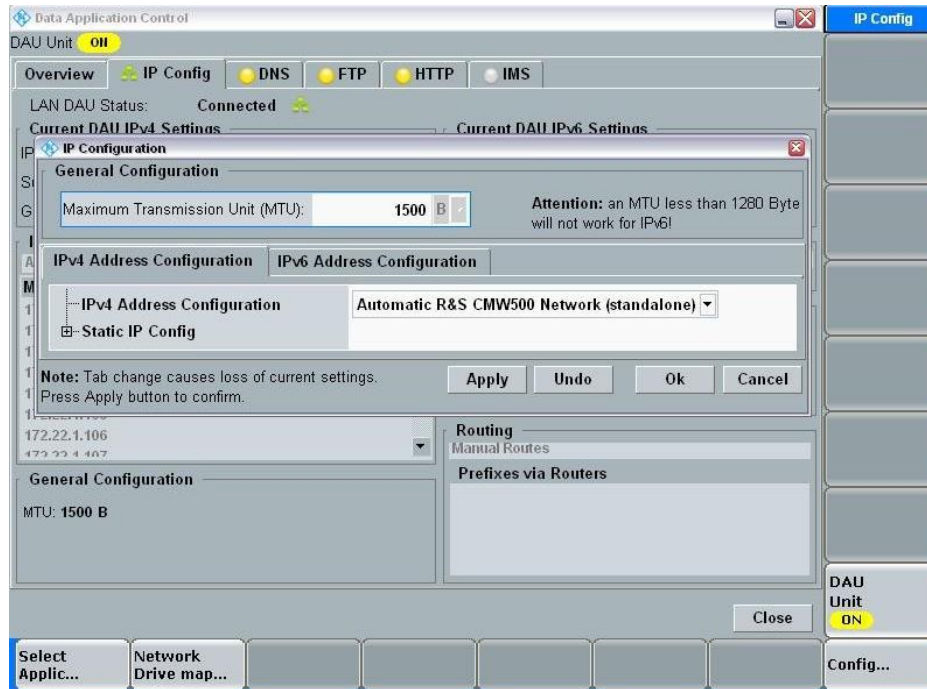 Data Application Control
IP Config
DAU Unit ON
Overview IP Config DNS FTP HTTP IMS
LAN DAU Status: Connected
Current DAU IPv4 Settings Current DAU IPv6 Settings
IP Configuration
General Configuration
Maximum Transmission Unit (MTU): 1500 B
Attention: an MTU less than 1280 Byte
will not work for IPv6!
IPv4 Address Configuration IPv6 Address Configuration
IPv4 Address Configuration Automatic R&S CMW500 Network (standalone)
Static IP Config
Note: Tab change causes loss of current settings.
Press Apply button to confirm.
Apply Undo Ok Cancel
172.22.1.106
172.22.1.107
Routing
Manual Routes
Prefixes via Routers
General Configuration
MTU: 1500 B
Close
DAU
Unit
ON
Select
Applic...
Network
Drive map...
Config...